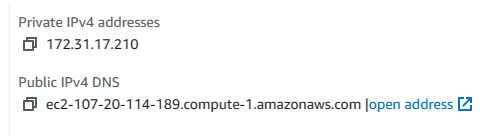 Private IPv4 addresses
172.31.17.210
Public IPv4 DNS
ec2-107-20-114-189.compute-1.amazonaws.com |open address